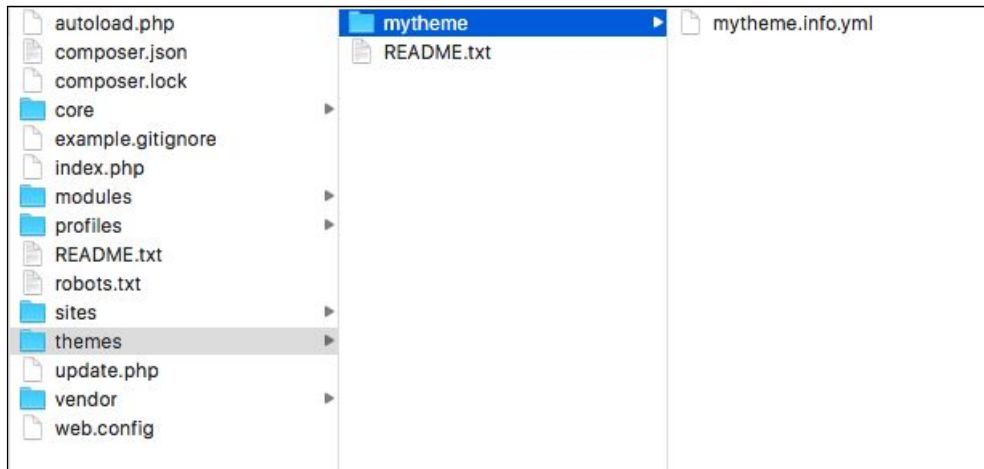 autoload.php
composer.json
composer.lock
core
example.gitignore
index.php
modules
profiles
README.txt
robots.txt
sites
themes
update.php
vendor
web.config
mytheme
README.txt
mytheme.info.yml